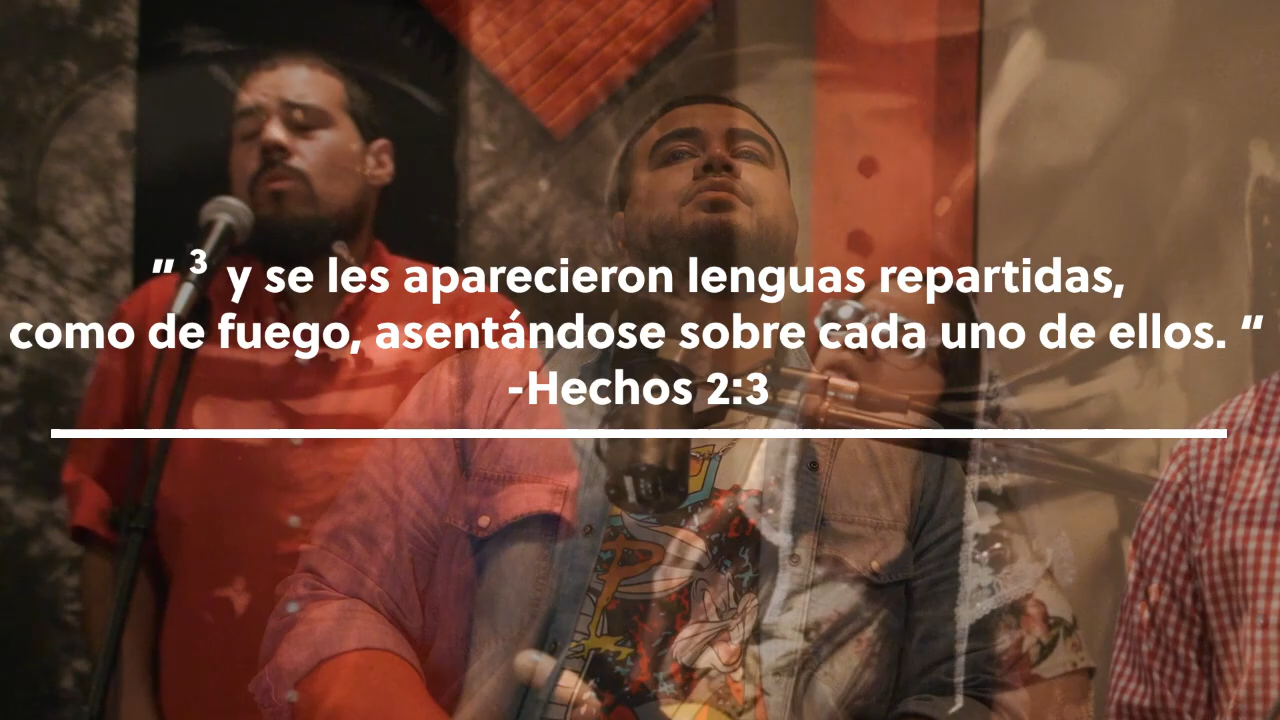 " ³ y se les aparecieron lenguas repartidas,
como de fuego, asentándose sobre cada uno de ellos. "
-Hechos 2:3